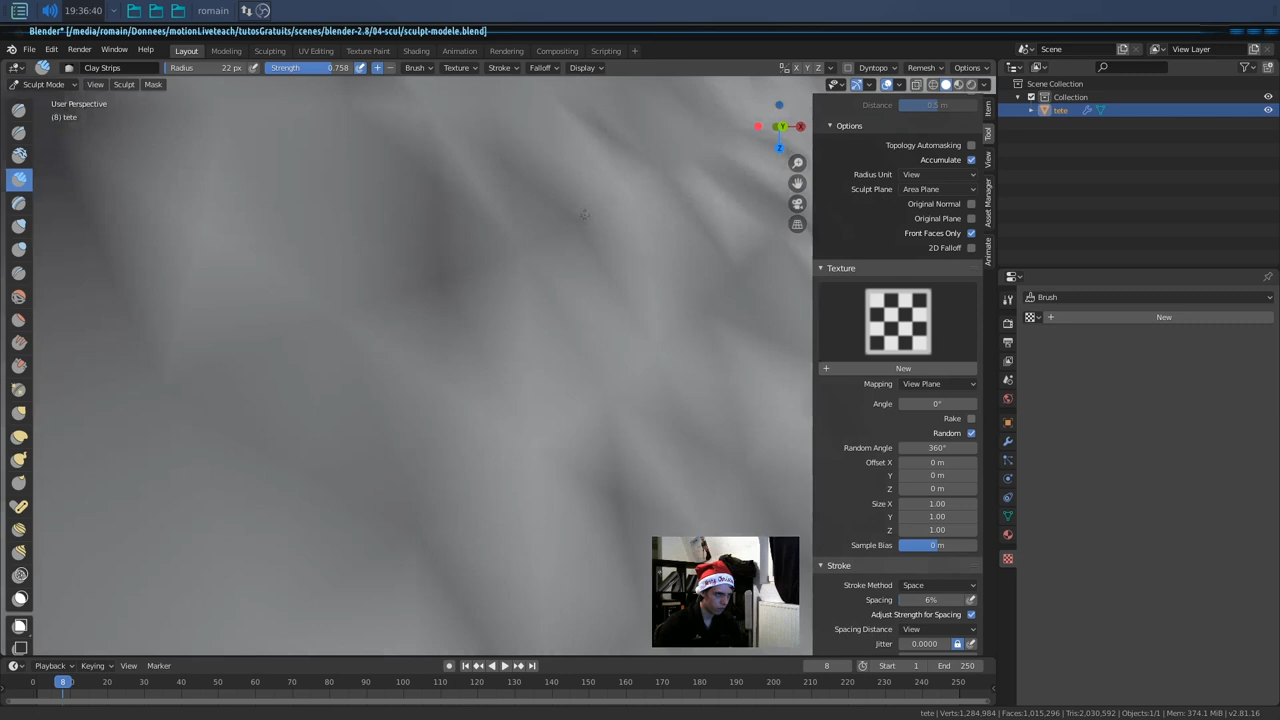 19:36:40 romain
Blender* [/media/romain/Donnees/motionLiveteach/tutosGratuits/scenes/blender-2.8/04-scul/sculpt-modele.blend]
File Edit Render Window Help Layout Modeling Sculpting UV Editing Texture Paint Shading Animation Rendering Compositing Scripting + Scene View Layer
Clay Strips Radius 22 px Strength 0.758 Brush Texture Stroke Falloff Display X Y Z Dyntopo Remesh Options
Sculpt Mode View Sculpt Mask
User Perspective
(8) tete
Scene Collection
Collection
tete
Y
Z
Item
Tool
View
Asset Manager
Animate
Distance 0.5 m
Options
Topology Automasking
Accumulate
Radius Unit View
Sculpt Plane Area Plane
Original Normal
Original Plane
Front Faces Only
2D Falloff
Texture
+ New
Mapping View Plane
Angle 0°
Rake
Random
Random Angle 360°
Offset X 0 m
Y 0 m
Z 0 m
Size X 1.00
Y 1.00
Z 1.00
Sample Bias 0 m
Stroke
Stroke Method Space
Spacing 6%
Adjust Strength for Spacing
Spacing Distance View
Jitter 0.0000
Brush
+ New
Playback Keying View Marker 8 Start 1 End 250
0 8 10 20 30 40 50 60 70 80 90 100 110 120 130 140 150 160 170 180 190 200 210 220 230 240 250
tete | Verts:1,284,984 | Faces:1,015,296 | Tris:2,030,592 | Objects:1/1 | Mem: 374.1 MiB | v2.81.16